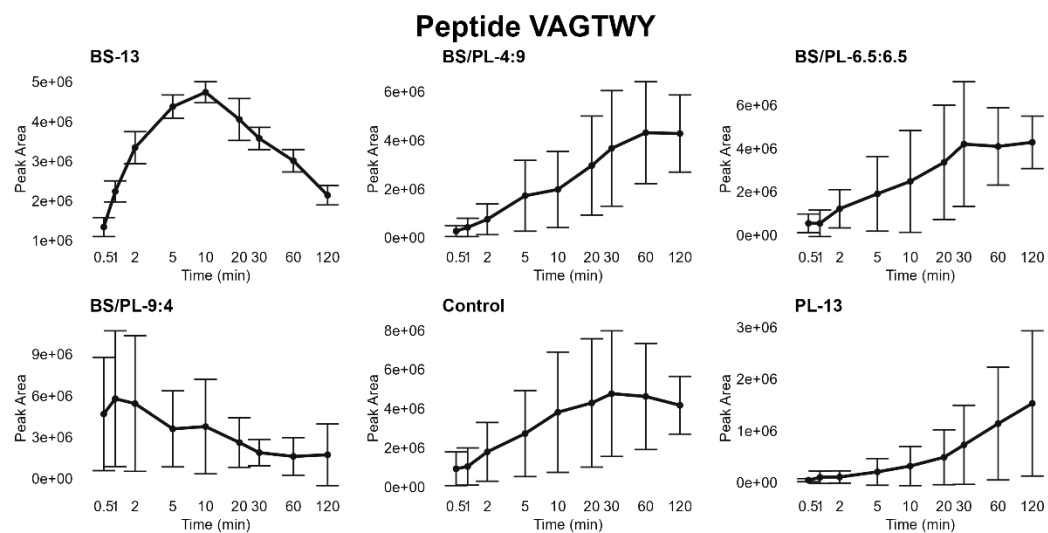 Peptide VAGTWY
BS-13
BS/PL-4:9
BS/PL-6.5:6.5
5e+06
4e+06
3e+06
2e+06
1e+06
Peak Area
0.51 2 5 10 20 30 60 120
Time (min)
6e+06
4e+06
2e+06
0e+00
Peak Area
0.51 2 5 10 20 30 60 120
Time (min)
6e+06
4e+06
2e+06
0e+00
Peak Area
0.51 2 5 10 20 30 60 120
Time (min)
BS/PL-9:4
Control
PL-13
9e+06
6e+06
3e+06
0e+00
Peak Area
0.51 2 5 10 20 30 60 120
Time (min)
8e+06
6e+06
4e+06
2e+06
0e+00
Peak Area
0.51 2 5 10 20 30 60 120
Time (min)
3e+06
2e+06
1e+06
0e+00
Peak Area
0.51 2 5 10 20 30 60 120
Time (min)